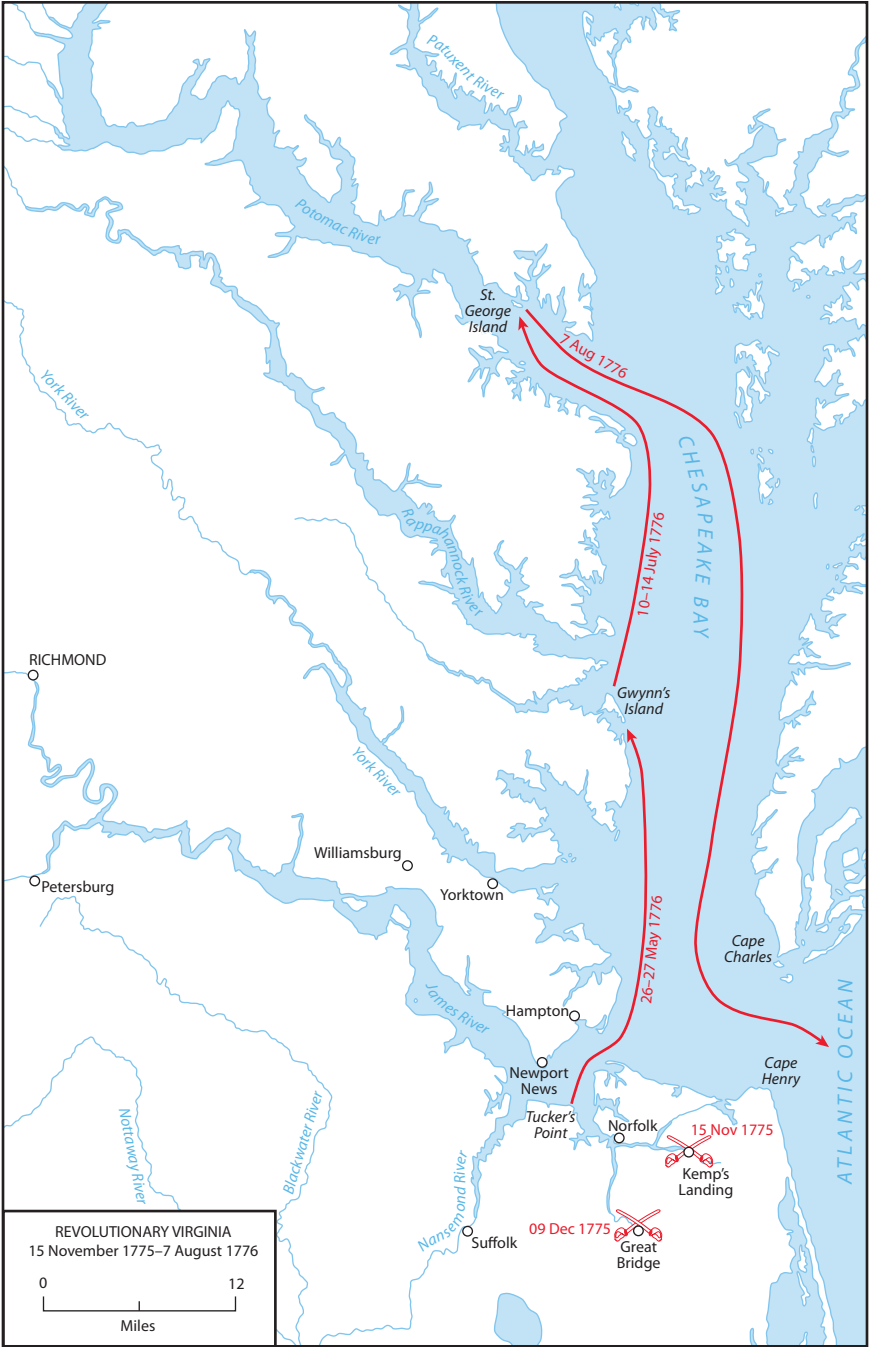 Patuxent River
Potomac River
St.
George
Island
7 Aug 1776
York River
CHESAPEAKE BAY
Rappahannock River
10–14 July 1776
RICHMOND
Gwynn's
Island
York River
Williamsburg
Petersburg
Yorktown
26–27 May 1776
Cape
Charles
James River
Hampton
ATLANTIC OCEAN
Newport
News
Cape
Henry
Tucker's
Point
Norfolk
15 Nov 1775
Kemp's
Landing
Nottaway River
Blackwater River
Nansemond River
Suffolk
09 Dec 1775
Great
Bridge
REVOLUTIONARY VIRGINIA
15 November 1775–7 August 1776
0 12
Miles